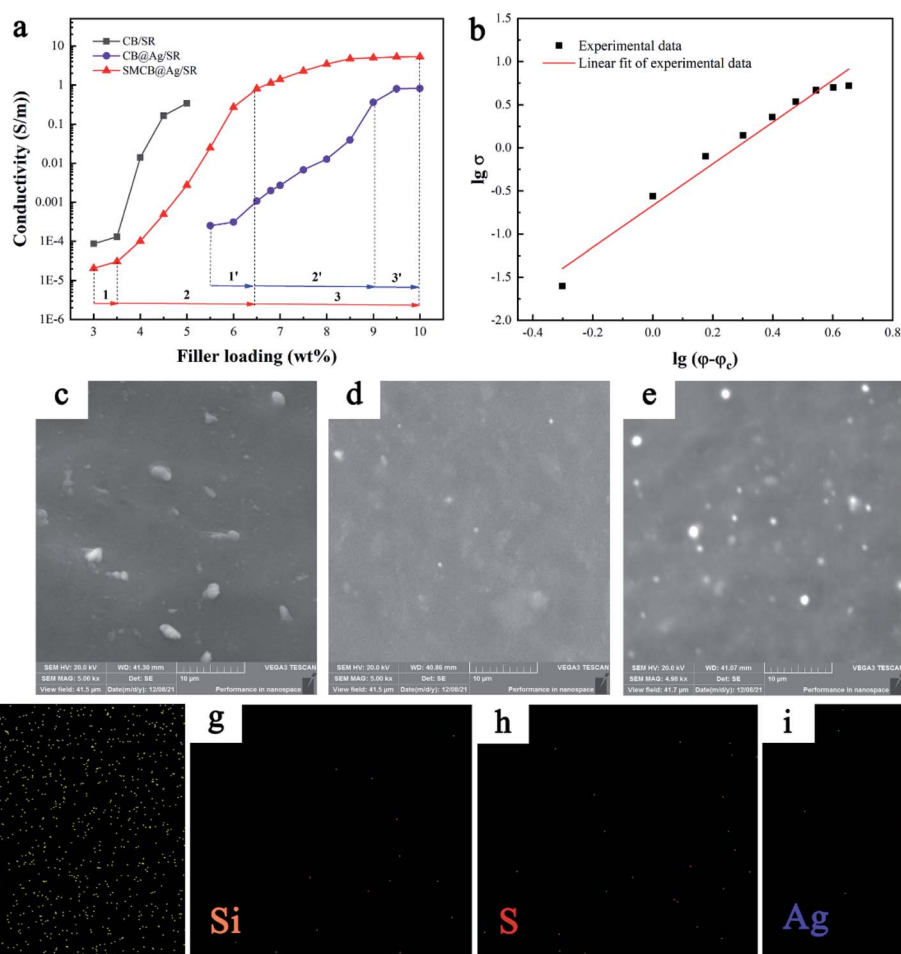 a
CB/SR
CB@Ag/SR
SMCB@Ag/SR
Conductivity (S/m))
10
1
0.1
0.01
0.001
1E-4
1E-5
1E-6
1'
2'
3'
1
2
3
3 4 5 6 7 8 9 10
Filler loading (wt%)
b
Experimental data
Linear fit of experimental data
lg σ
1.5
1.0
0.5
0.0
-0.5
-1.0
-1.5
-2.0
-0.4 -0.2 0.0 0.2 0.4 0.6 0.8
lg (φ-φc)
c
SEM HV: 20.0 kV WD: 41.30 mm VEGA3 TESCAN
SEM MAG: 5.00 kx Det: SE 10 µm
View field: 41.5 µm Date(m/d/y): 12/08/21 Performance in nanospace
d
SEM HV: 20.0 kV WD: 40.86 mm VEGA3 TESCAN
SEM MAG: 5.00 kx Det: SE 10 µm
View field: 41.5 µm Date(m/d/y): 12/08/21 Performance in nanospace
e
SEM HV: 20.0 kV WD: 41.07 mm VEGA3 TESCAN
SEM MAG: 4.98 kx Det: SE 10 µm
View field: 41.7 µm Date(m/d/y): 12/08/21 Performance in nanospace
g
Si
h
S
i
Ag